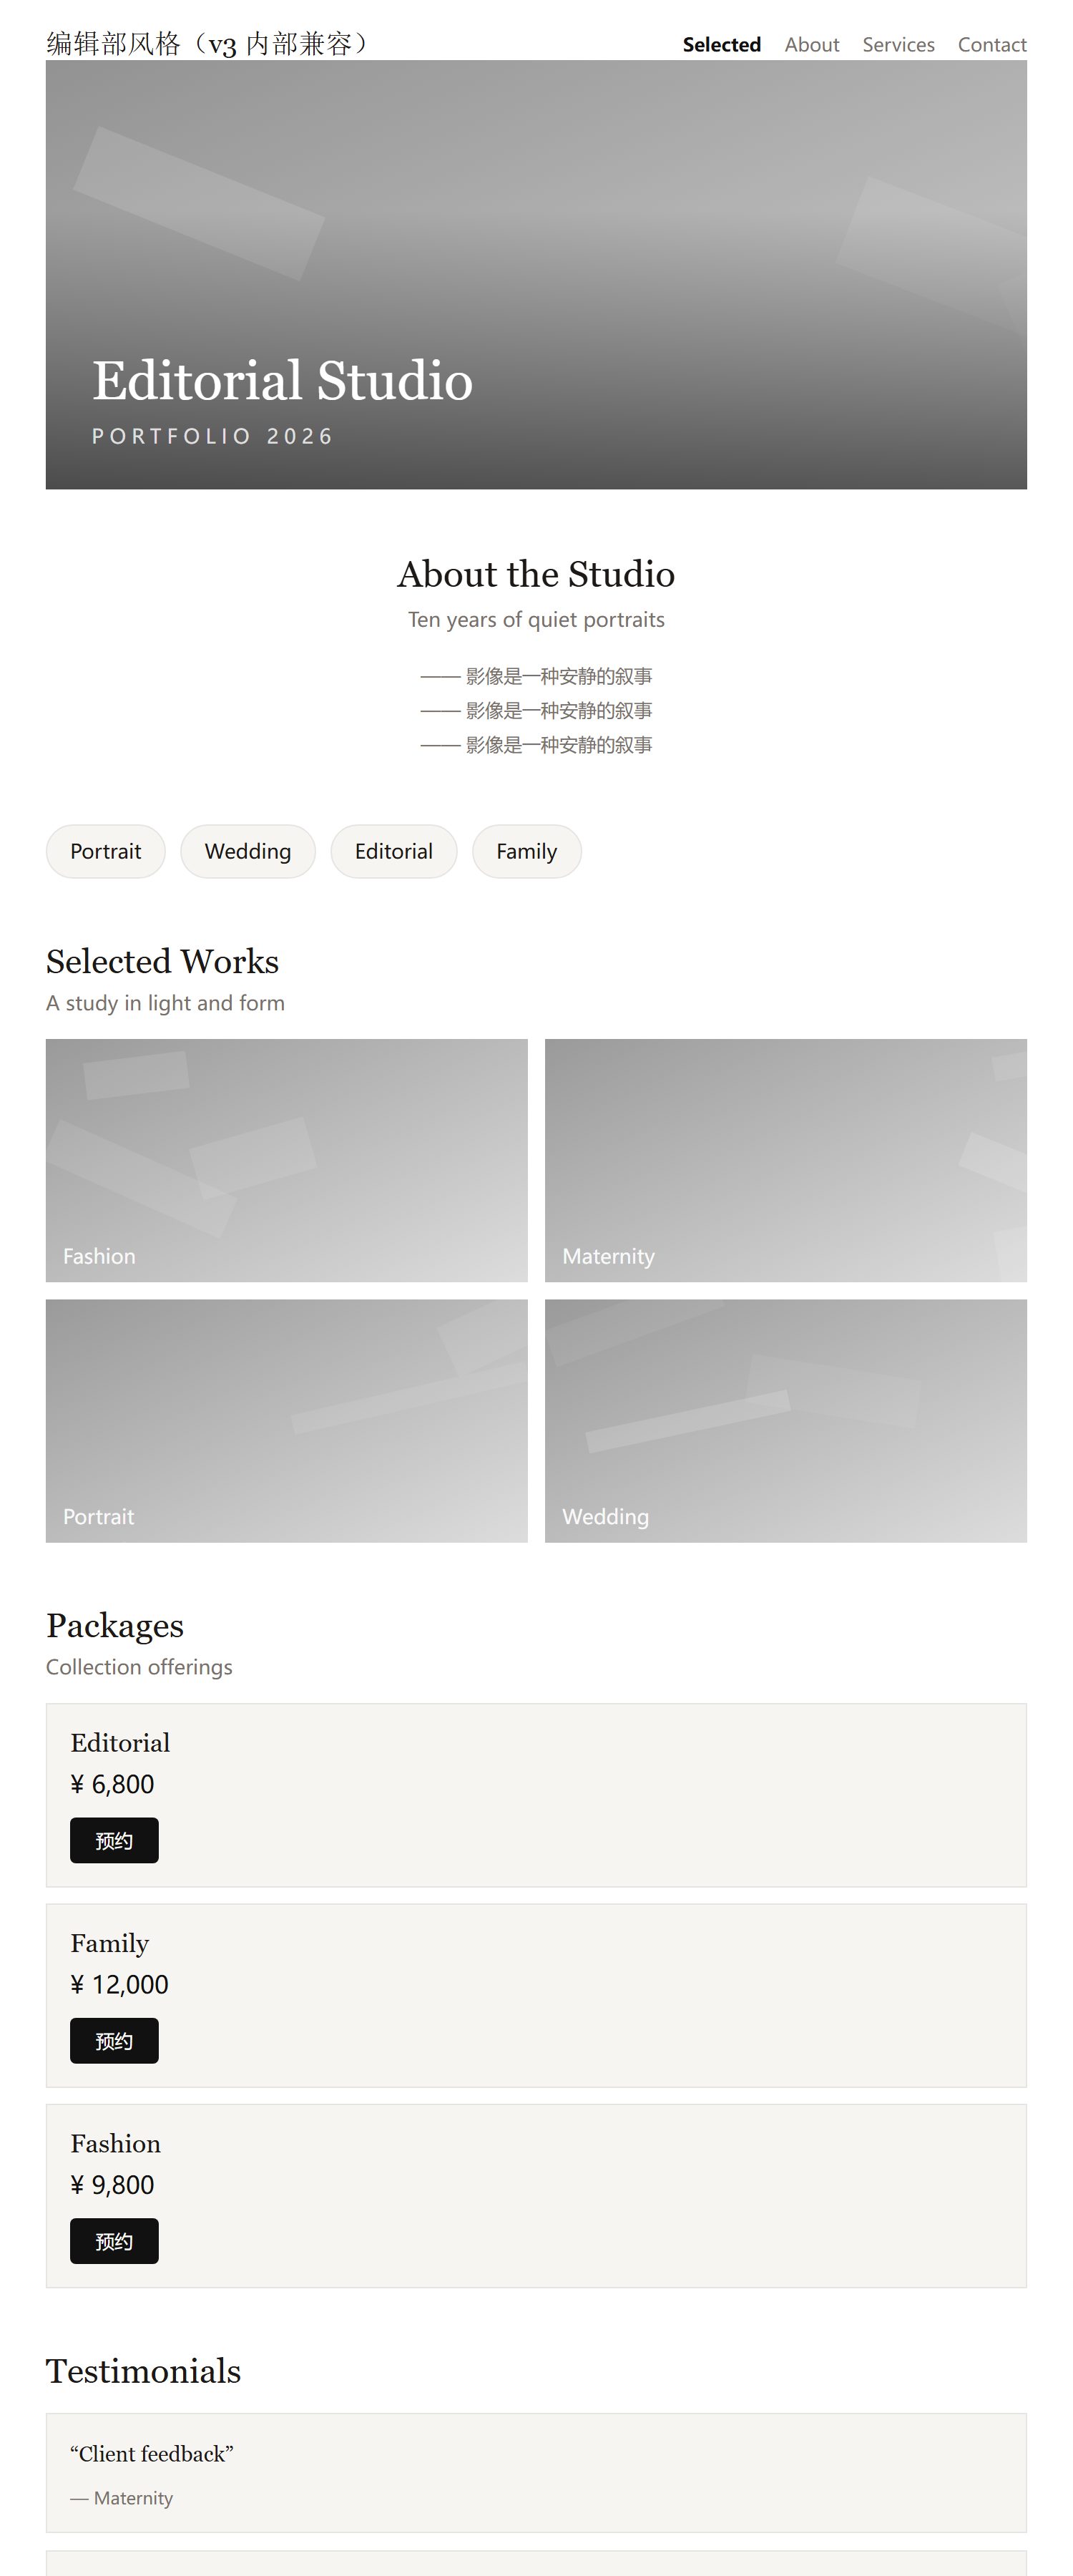 编辑部风格（v3 内部兼容）
Selected About Services Contact
Editorial Studio
PORTFOLIO 2026
About the Studio
Ten years of quiet portraits
—— 影像是一种安静的叙事
—— 影像是一种安静的叙事
—— 影像是一种安静的叙事
Portrait Wedding Editorial Family
Selected Works
A study in light and form
Fashion
Maternity
Portrait
Wedding
Packages
Collection offerings
Editorial
¥ 6,800
预约
Family
¥ 12,000
预约
Fashion
¥ 9,800
预约
Testimonials
“Client feedback”
— Maternity